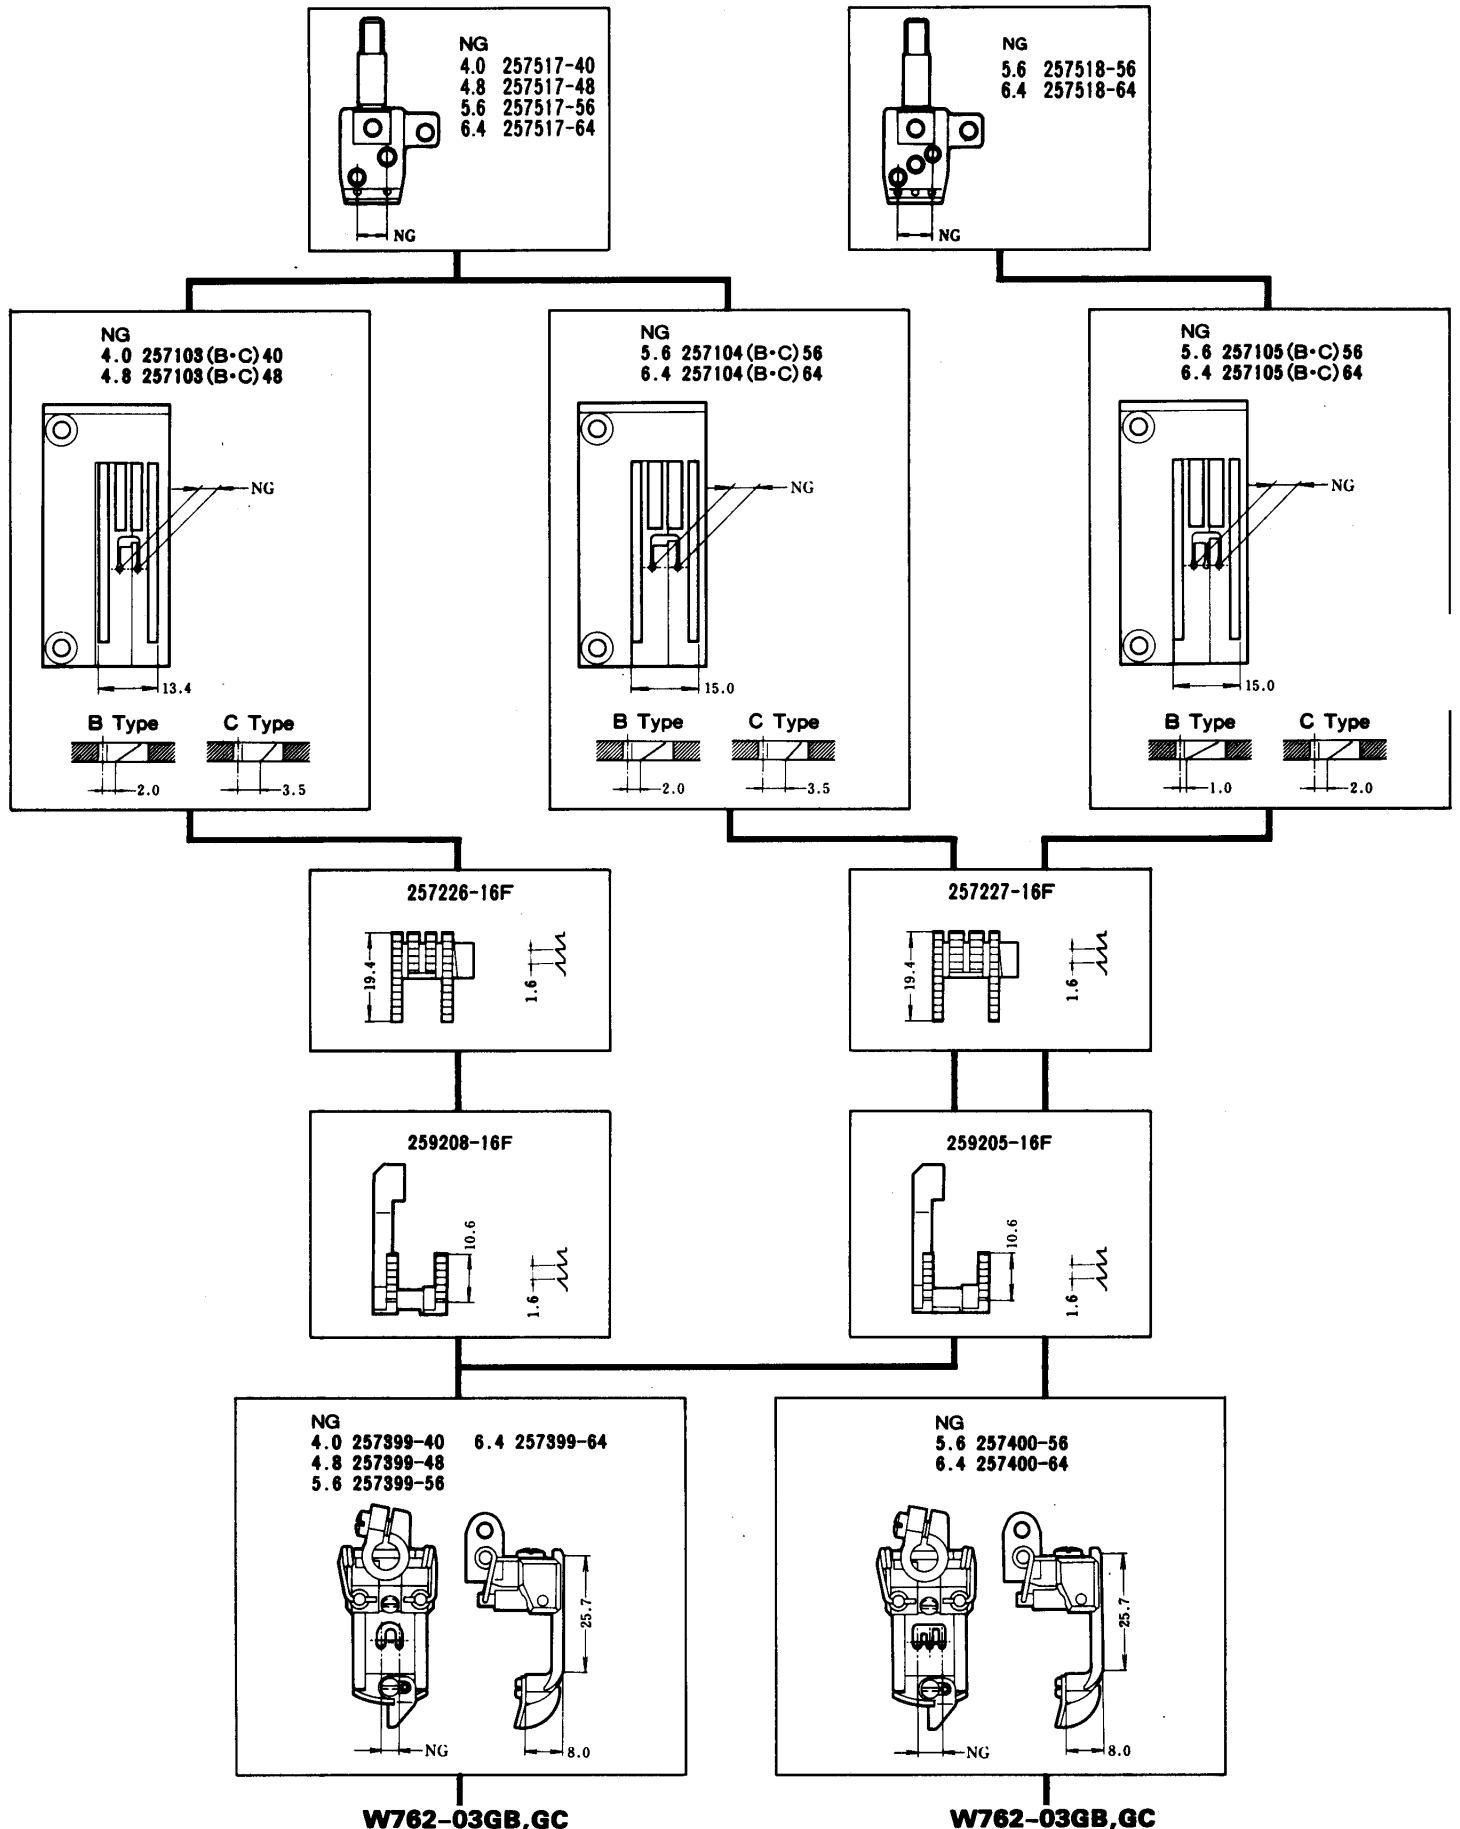 NG
4.0 257517-40
4.8 257517-48
5.6 257517-56
6.4 257517-64
NG
NG
5.6 257518-56
6.4 257518-64
NG
NG
4.0 257103(B・C)40
4.8 257103(B・C)48
NG
13.4
B Type C Type
2.0 3.5
NG
5.6 257104(B・C)56
6.4 257104(B・C)64
NG
15.0
B Type C Type
2.0 3.5
NG
5.6 257105(B・C)56
6.4 257105(B・C)64
NG
15.0
B Type C Type
1.0 2.0
257226-16F
19.4
1.6
257227-16F
19.4
1.6
259208-16F
10.6
1.6
259205-16F
10.6
1.6
NG
4.0 257399-40 6.4 257399-64
4.8 257399-48
5.6 257399-56
25.7
NG
8.0
NG
5.6 257400-56
6.4 257400-64
25.7
NG
8.0
W762-03GB,GC
W762-03GB,GC